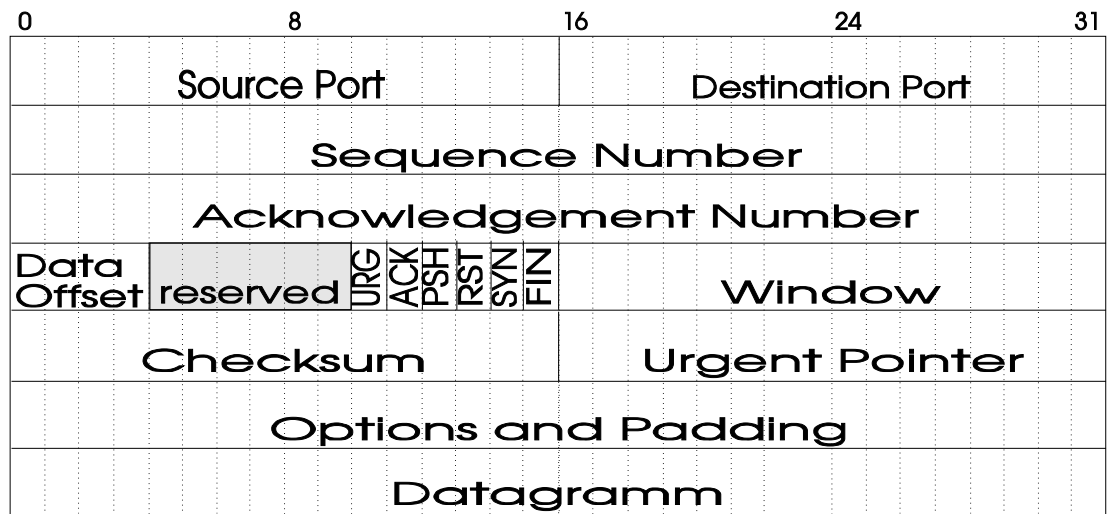 0 8 16 24 31
Source Port Destination Port
Sequence Number
Acknowledgement Number
Data
Offset reserved URG ACK PSH RST SYN FIN Window
Checksum Urgent Pointer
Options and Padding
Datagramm